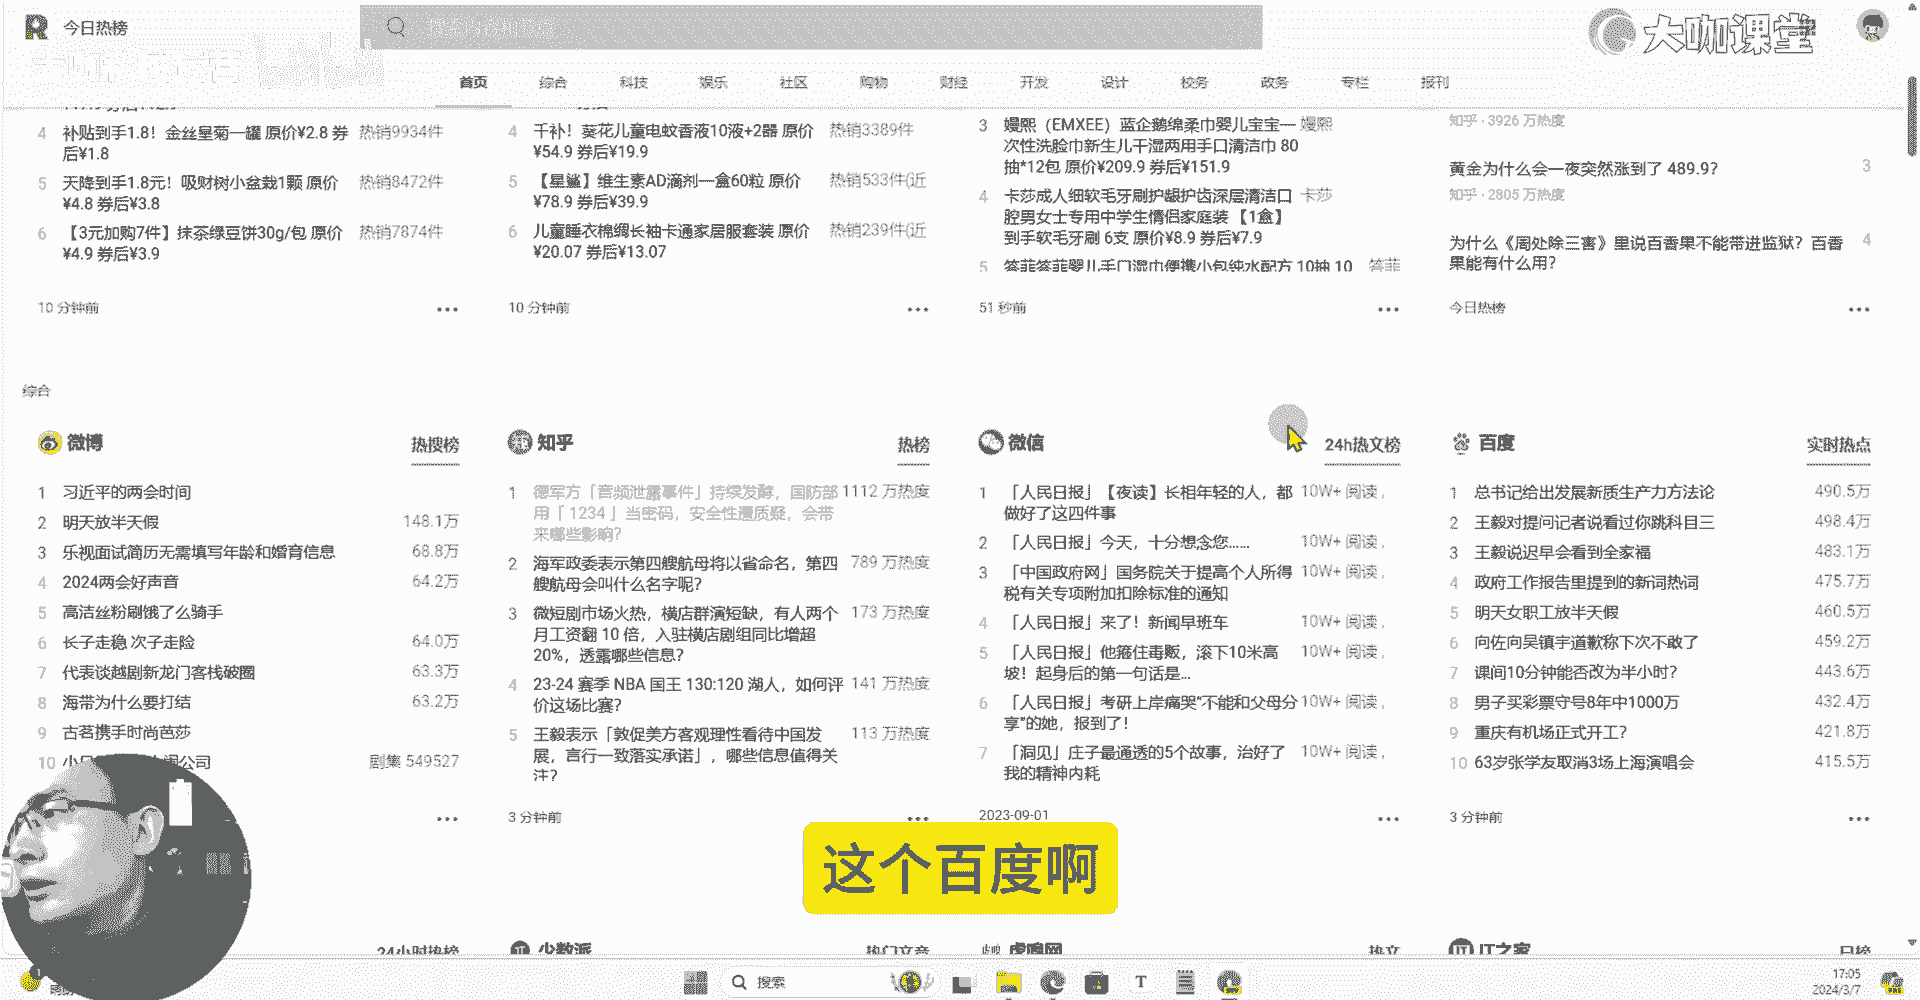 今日热榜
大咖课堂
首页 综合 科技 娱乐 社区 购物 财经 开发 设计 校务 政务 专栏 报刊
4 补贴到手1.8！金丝皇菊一罐 原价¥2.8 券 热销9934件
后¥1.8
5 天降到手1.8元！吸财树小盆栽1颗 原价 热销8472件
¥4.8 券后¥3.8
6 【3元加购7件】抹茶绿豆饼30g/包 原价 热销7874件
¥4.9 券后¥3.9
10 分钟前
4 千补！葵花儿童电蚊香液10液+2器 原价 热销3389件
¥54.9 券后¥19.9
5 【星鲨】维生素AD滴剂一盒60粒 原价 热销533件(近
¥78.9 券后¥39.9
6 儿童睡衣棉绸长袖卡通家居服套装 原价 热销239件(近
¥20.07 券后¥13.07
10 分钟前
3 嫚熙（EMXEE）蓝企鹅绵柔巾婴儿宝宝一 嫚熙
次性洗脸巾新生儿干湿两用手口清洁巾 80
抽*12包 原价¥209.9 券后¥151.9
4 卡莎成人细软毛牙刷护龈护齿深层清洁口 卡莎
腔男女士专用中学生情侣家庭装 【1盒】
到手软毛牙刷 6支 原价¥8.9 券后¥7.9
5 答菲答菲婴儿手口湿巾便携小包纯水配方 10抽 10 答菲
51 秒前
知乎 · 3926 万热度
黄金为什么会一夜突然涨到了 489.9？ 3
知乎 · 2805 万热度
为什么《周处除三害》里说百香果不能带进监狱？百香 4
果能有什么用？
今日热榜
综合
微博 热搜榜
1 习近平的两会时间
2 明天放半天假 148.1万
3 乐视面试简历无需填写年龄和婚育信息 68.8万
4 2024两会好声音 64.2万
5 高洁丝粉刷饿了么骑手
6 长子走稳 次子走险 64.0万
7 代表谈越剧新龙门客栈破圈 63.3万
8 海带为什么要打结 63.2万
9 古茗携手时尚芭莎
10 小 公司 剧集 549527
知乎 热榜
1 德军方「音频泄露事件」持续发酵，国防部 1112 万热度
用「 1234 」当密码，安全性遭质疑，会带
来哪些影响？
2 海军政委表示第四艘航母将以省命名，第四 789 万热度
艘航母会叫什么名字呢？
3 微短剧市场火热，横店群演短缺，有人两个 173 万热度
月工资翻 10 倍，入驻横店剧组同比增超
20%，透露哪些信息？
4 23-24 赛季 NBA 国王 130:120 湖人，如何评 141 万热度
价这场比赛？
5 王毅表示「敦促美方客观理性看待中国发 113 万热度
展，言行一致落实承诺」，哪些信息值得关
注？
3 分钟前
微信 24h热文榜
1 「人民日报」【夜读】长相年轻的人，都 10W+ 阅读 ,
做好了这四件事
2 「人民日报」今天，十分想念您…… 10W+ 阅读 ,
3 「中国政府网」国务院关于提高个人所得 10W+ 阅读 ,
税有关专项附加扣除标准的通知
4 「人民日报」来了！新闻早班车 10W+ 阅读 ,
5 「人民日报」他箍住毒贩，滚下10米高 10W+ 阅读 ,
坡！起身后的第一句话是...
6 「人民日报」考研上岸痛哭“不能和父母分 10W+ 阅读 ,
享”的她，报到了！
7 「洞见」庄子最通透的5个故事，治好了 10W+ 阅读 ,
我的精神内耗
2023-09-01
百度 实时热点
1 总书记给出发展新质生产力方法论 490.5万
2 王毅对提问记者说看过你跳科目三 498.4万
3 王毅说迟早会看到全家福 483.1万
4 政府工作报告里提到的新词热词 475.7万
5 明天女职工放半天假 460.5万
6 向佐向吴镇宇道歉称下次不敢了 459.2万
7 课间10分钟能否改为半小时？ 443.6万
8 男子买彩票守号8年中1000万 432.4万
9 重庆有机场正式开工？ 421.8万
10 63岁张学友取消3场上海演唱会 415.5万
3 分钟前
这个百度啊
24小时热榜
少数派 热门文章
虎嗅网 热文
IT之家 日榜
搜索
17:05
2024/3/7